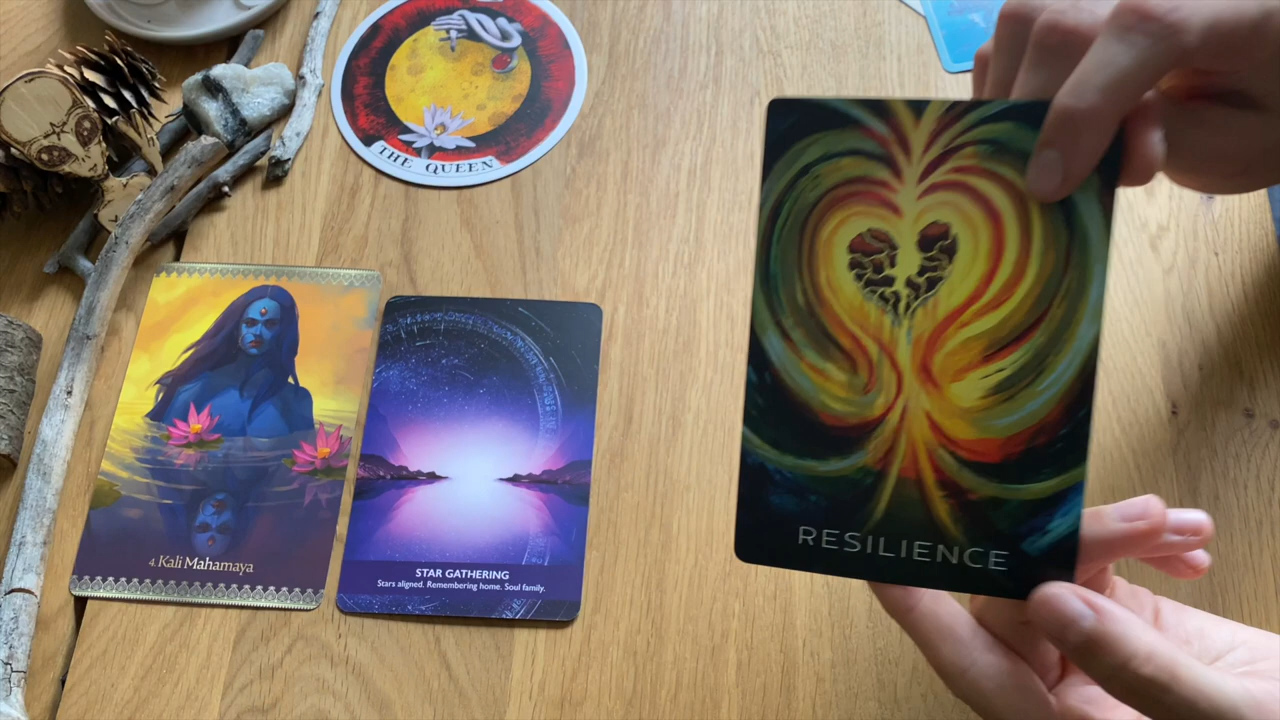 THE QUEEN
4. Kali Mahamaya
STAR GATHERING
Stars aligned. Remembering home. Soul family.
RESILIENCE